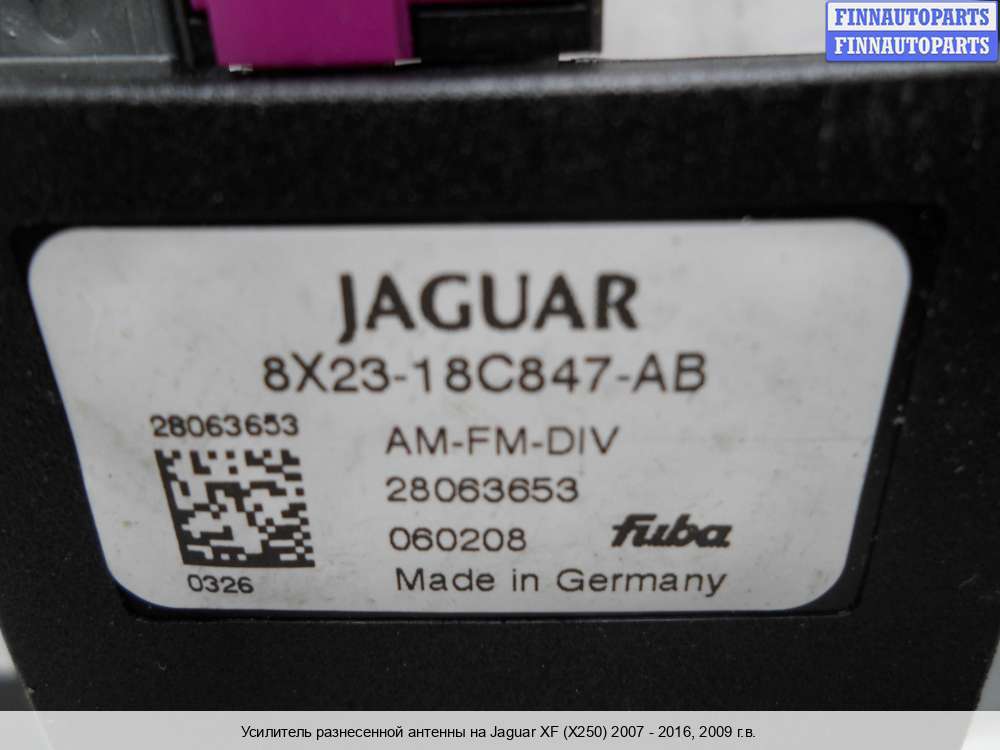 FINNAUTOPARTS
FINNAUTOPARTS
JAGUAR
8X23-18C847-AB
28063653
AM-FM-DIV
28063653
060208
fuba
0326
Made in Germany
Усилитель разнесенной антенны на Jaguar XF (X250) 2007 - 2016, 2009 г.в.